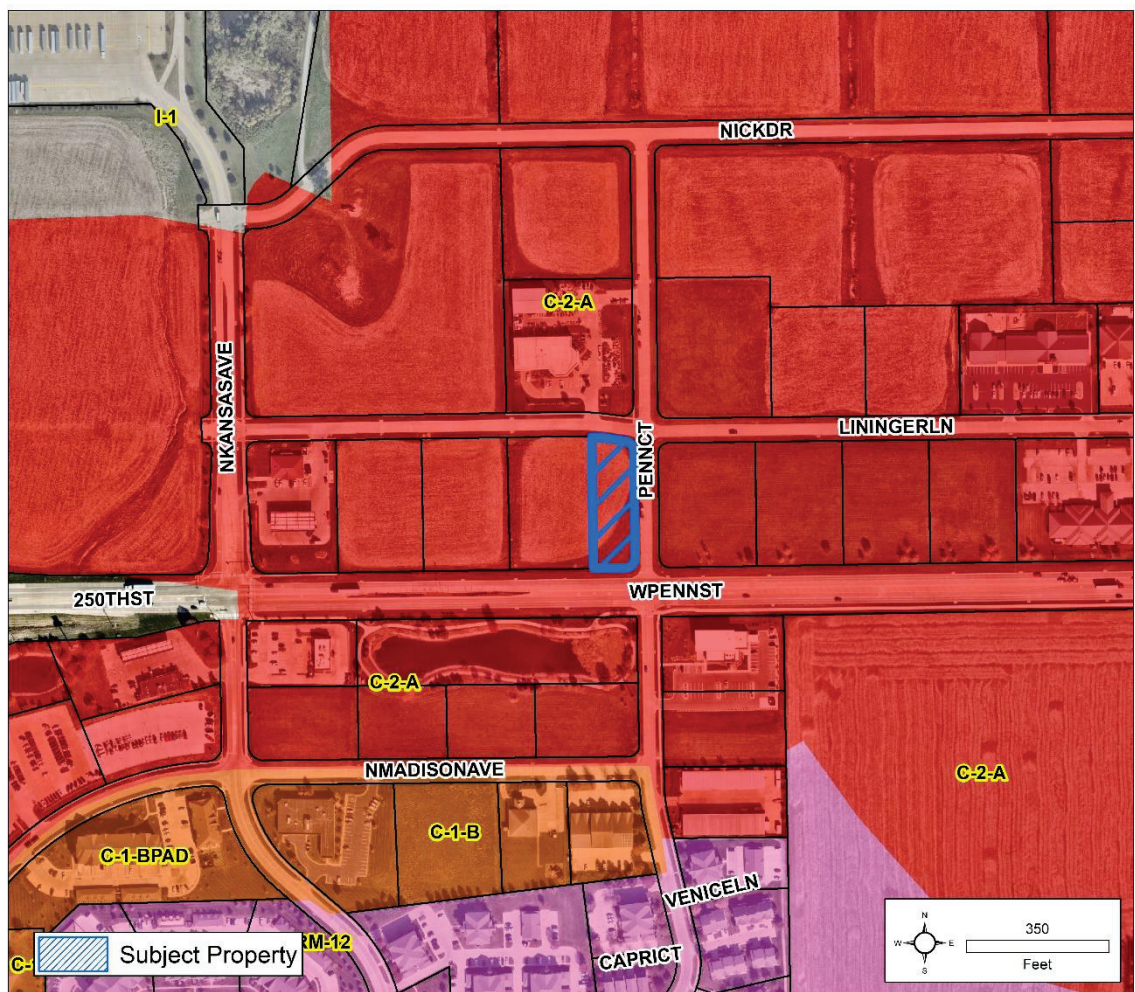 I-1
NICKDR
C-2-A
NKANSASAVE
PENNCT
LININGERLN
250THST
WPENNST
C-2-A
NMADISONAVE
C-2-A
C-1-BPAD
C-1-B
VENICELN
RM-12
CAPRICT
Subject Property
N
W
E
S
350
Feet